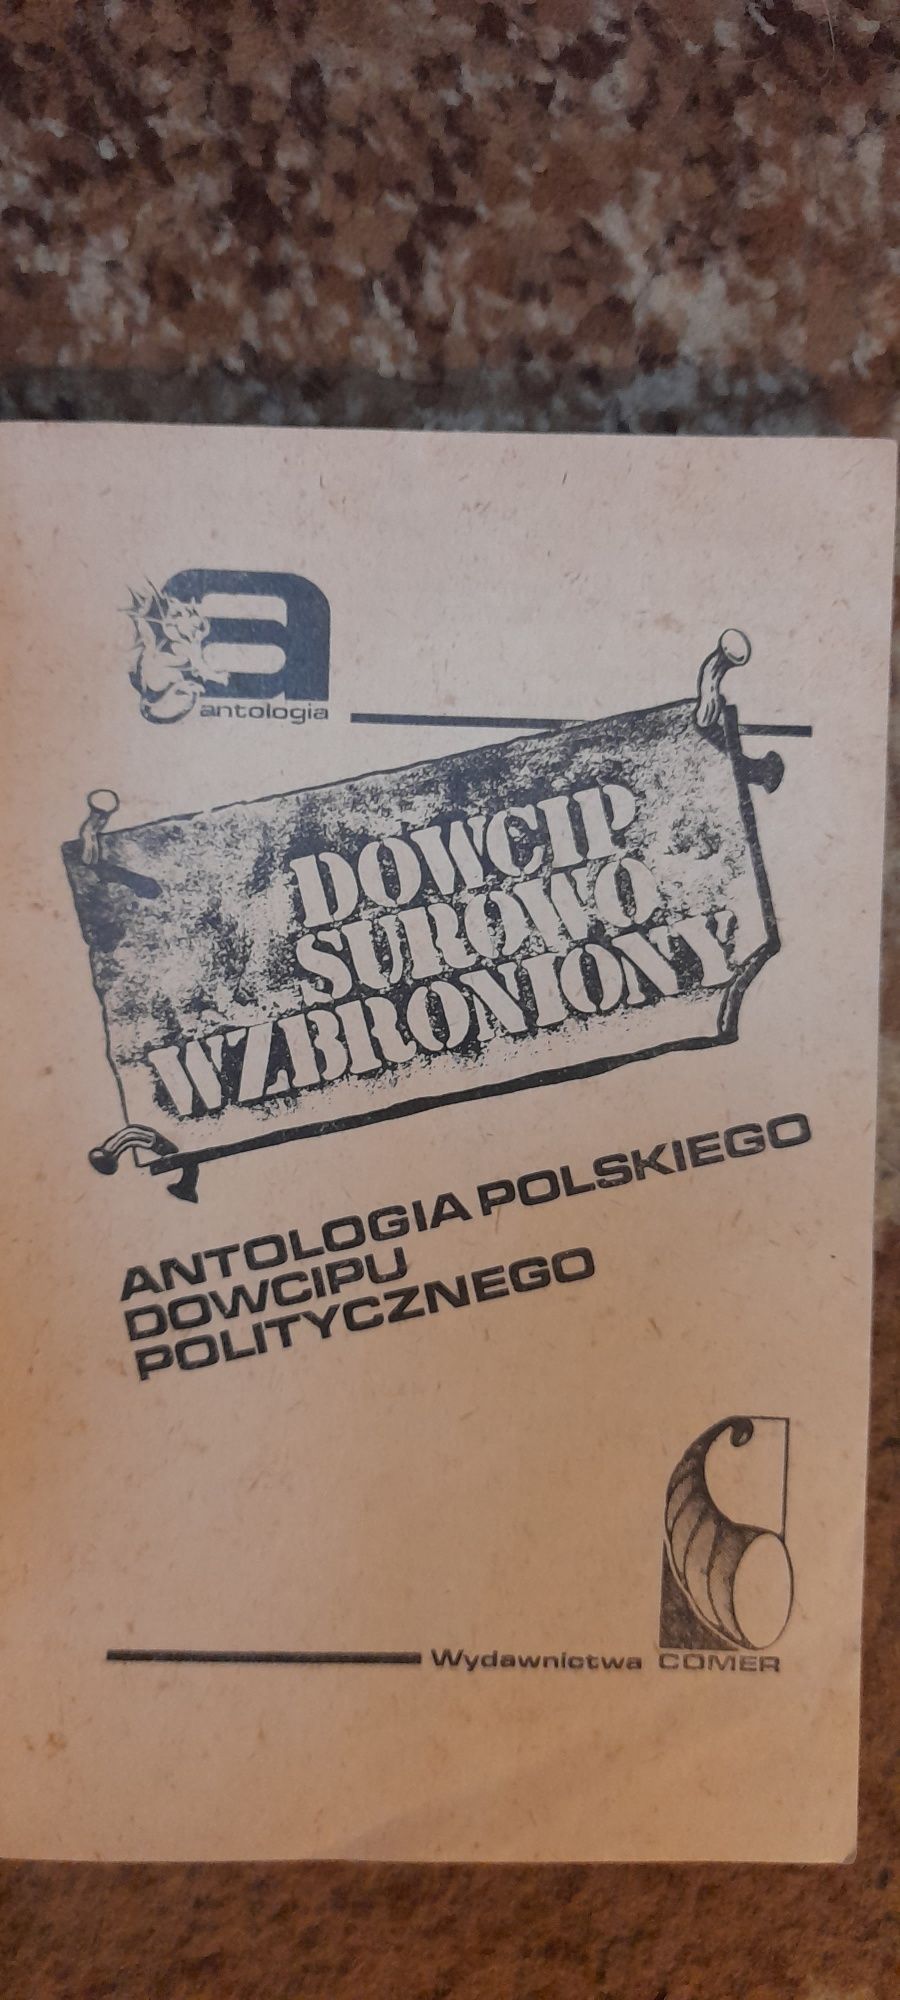 antologia
DOWCIP
SUROWO
WZBRONIONY
ANTOLOGIA POLSKIEGO
DOWCIPU
POLITYCZNEGO
Wydawnictwa COMER